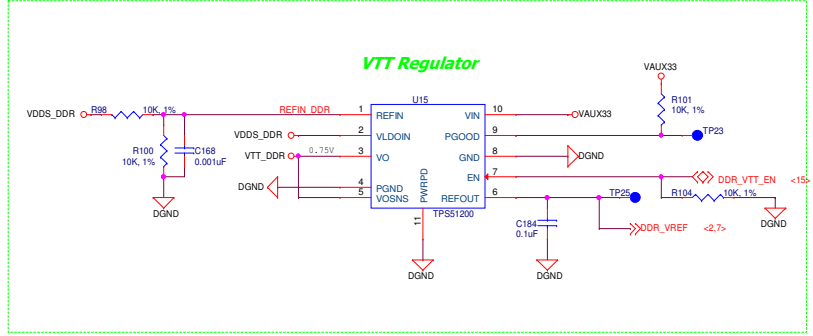 VTT Regulator
VAUX33
U15
R101
10K, 1%
VDDS_DDR
R98
10K, 1%
REFIN_DDR
1
REFIN
VIN
10
VAUX33
R100
10K, 1%
C168
0.001uF
VDDS_DDR
2
VLDOIN
PGOOD
9
TP23
VTT_DDR
0.75V
3
VO
GND
8
DGND
EN
7
DDR_VTT_EN
<15>
DGND
4
PGND
5
VOSNS
PWRPD
REFOUT
6
TP25
R104
10K, 1%
TPS51200
11
DGND
C184
0.1uF
DDR_VREF
<2,7>
DGND
DGND
DGND